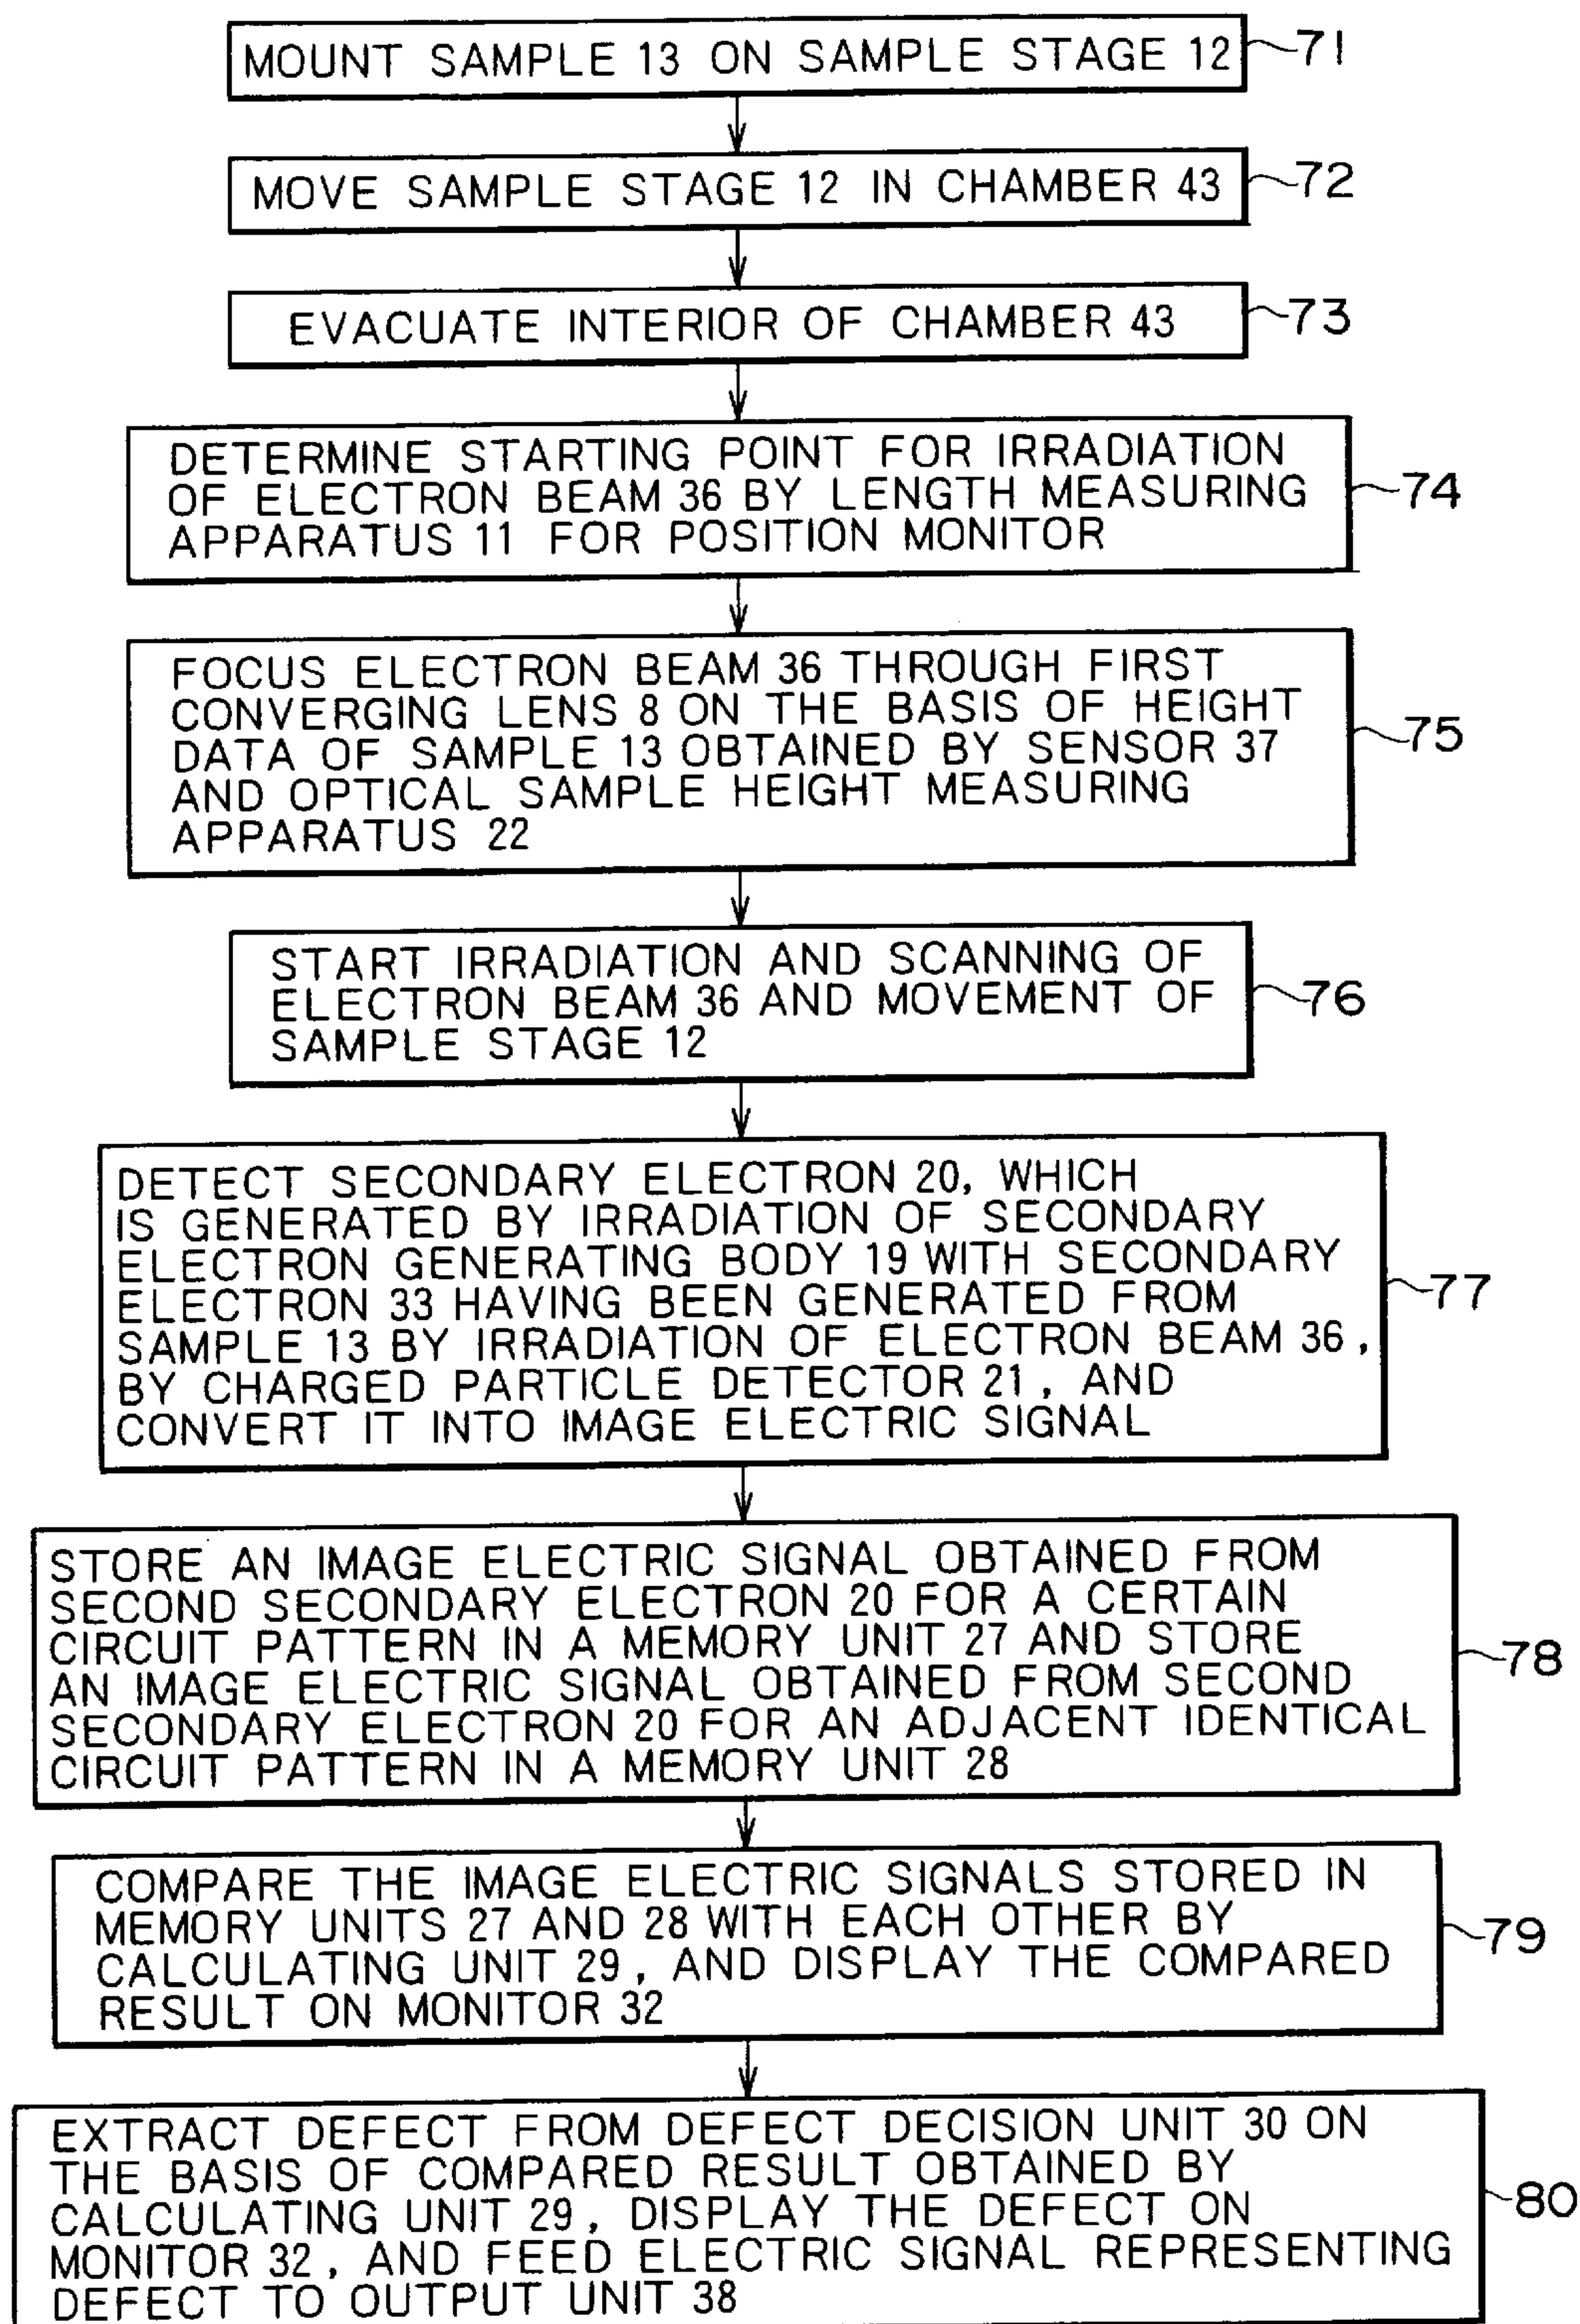 MOUNT SAMPLE 13 ON SAMPLE STAGE 12
71
MOVE SAMPLE STAGE 12 IN CHAMBER 43
72
EVACUATE INTERIOR OF CHAMBER 43
73
DETERMINE STARTING POINT FOR IRRADIATION
OF ELECTRON BEAM 36 BY LENGTH MEASURING
APPARATUS 11 FOR POSITION MONITOR
74
FOCUS ELECTRON BEAM 36 THROUGH FIRST
CONVERGING LENS 8 ON THE BASIS OF HEIGHT
DATA OF SAMPLE 13 OBTAINED BY SENSOR 37
AND OPTICAL SAMPLE HEIGHT MEASURING
APPARATUS 22
75
START IRRADIATION AND SCANNING OF
ELECTRON BEAM 36 AND MOVEMENT OF
SAMPLE STAGE 12
76
DETECT SECONDARY ELECTRON 20, WHICH
IS GENERATED BY IRRADIATION OF SECONDARY
ELECTRON GENERATING BODY 19 WITH SECONDARY
ELECTRON 33 HAVING BEEN GENERATED FROM
SAMPLE 13 BY IRRADIATION OF ELECTRON BEAM 36,
BY CHARGED PARTICLE DETECTOR 21, AND
CONVERT IT INTO IMAGE ELECTRIC SIGNAL
77
STORE AN IMAGE ELECTRIC SIGNAL OBTAINED FROM
SECOND SECONDARY ELECTRON 20 FOR A CERTAIN
CIRCUIT PATTERN IN A MEMORY UNIT 27 AND STORE
AN IMAGE ELECTRIC SIGNAL OBTAINED FROM SECOND
SECONDARY ELECTRON 20 FOR AN ADJACENT IDENTICAL
CIRCUIT PATTERN IN A MEMORY UNIT 28
78
COMPARE THE IMAGE ELECTRIC SIGNALS STORED IN
MEMORY UNITS 27 AND 28 WITH EACH OTHER BY
CALCULATING UNIT 29, AND DISPLAY THE COMPARED
RESULT ON MONITOR 32
79
EXTRACT DEFECT FROM DEFECT DECISION UNIT 30 ON
THE BASIS OF COMPARED RESULT OBTAINED BY
CALCULATING UNIT 29, DISPLAY THE DEFECT ON
MONITOR 32, AND FEED ELECTRIC SIGNAL REPRESENTING
DEFECT TO OUTPUT UNIT 38
80